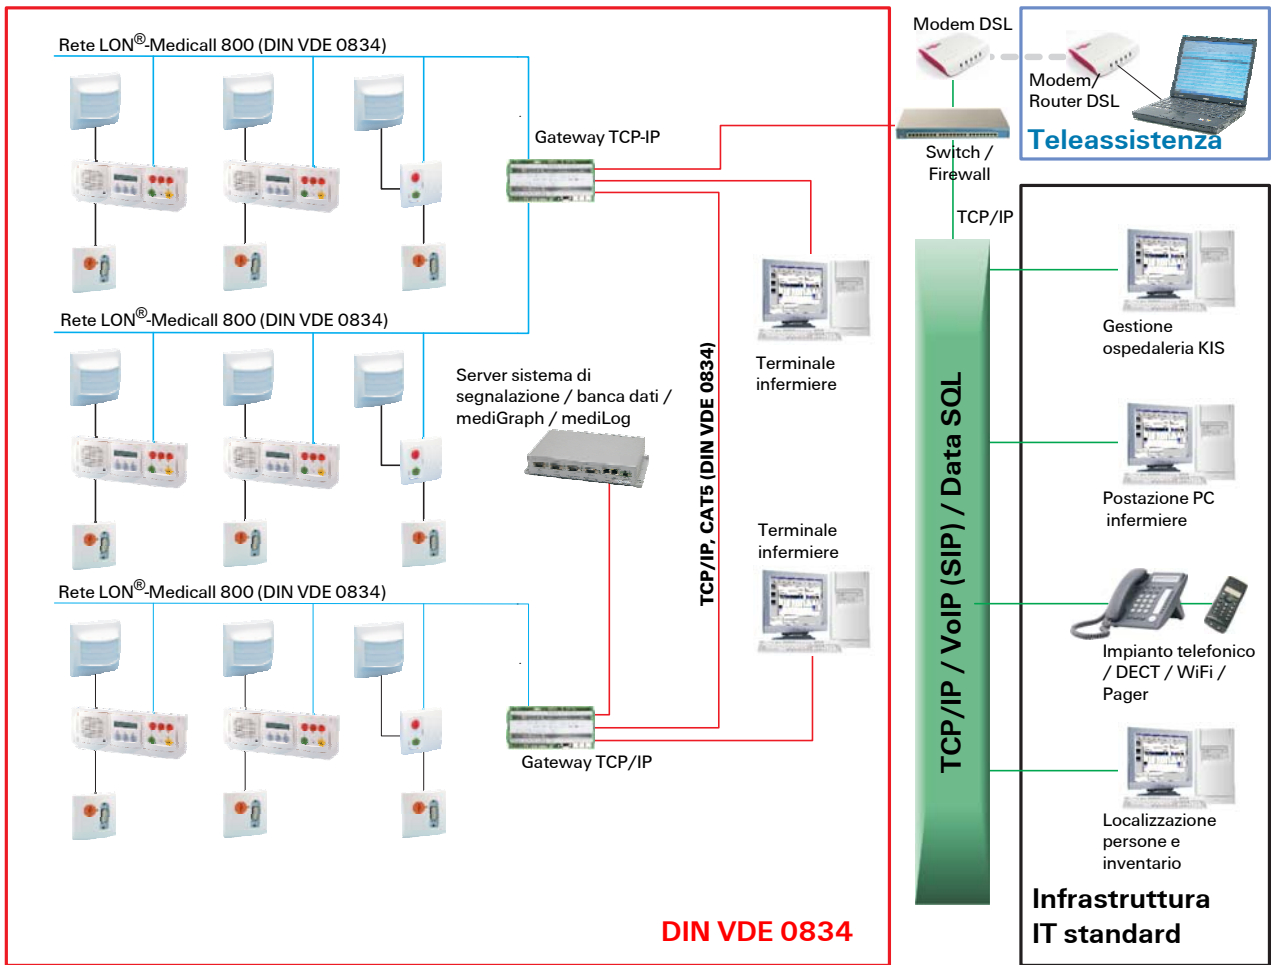 Rete LON®-Medicall 800 (DIN VDE 0834)
Gateway TCP-IP
Modem DSL
Modem/
Router DSL
Teleassistenza
Switch /
Firewall
TCP/IP
Rete LON®-Medicall 800 (DIN VDE 0834)
Server sistema di
segnalazione / banca dati /
mediGraph / mediLog
Terminale
infermiere
TCP/IP, CAT5 (DIN VDE 0834)
Terminale
infermiere
Rete LON®-Medicall 800 (DIN VDE 0834)
Gateway TCP/IP
DIN VDE 0834
TCP/IP / VoIP (SIP) / Data SQL
Gestione
ospedaleria KIS
Postazione PC
infermiere
Impianto telefonico
/ DECT / WiFi /
Pager
Localizzazione
persone e
inventario
Infrastruttura
IT standard